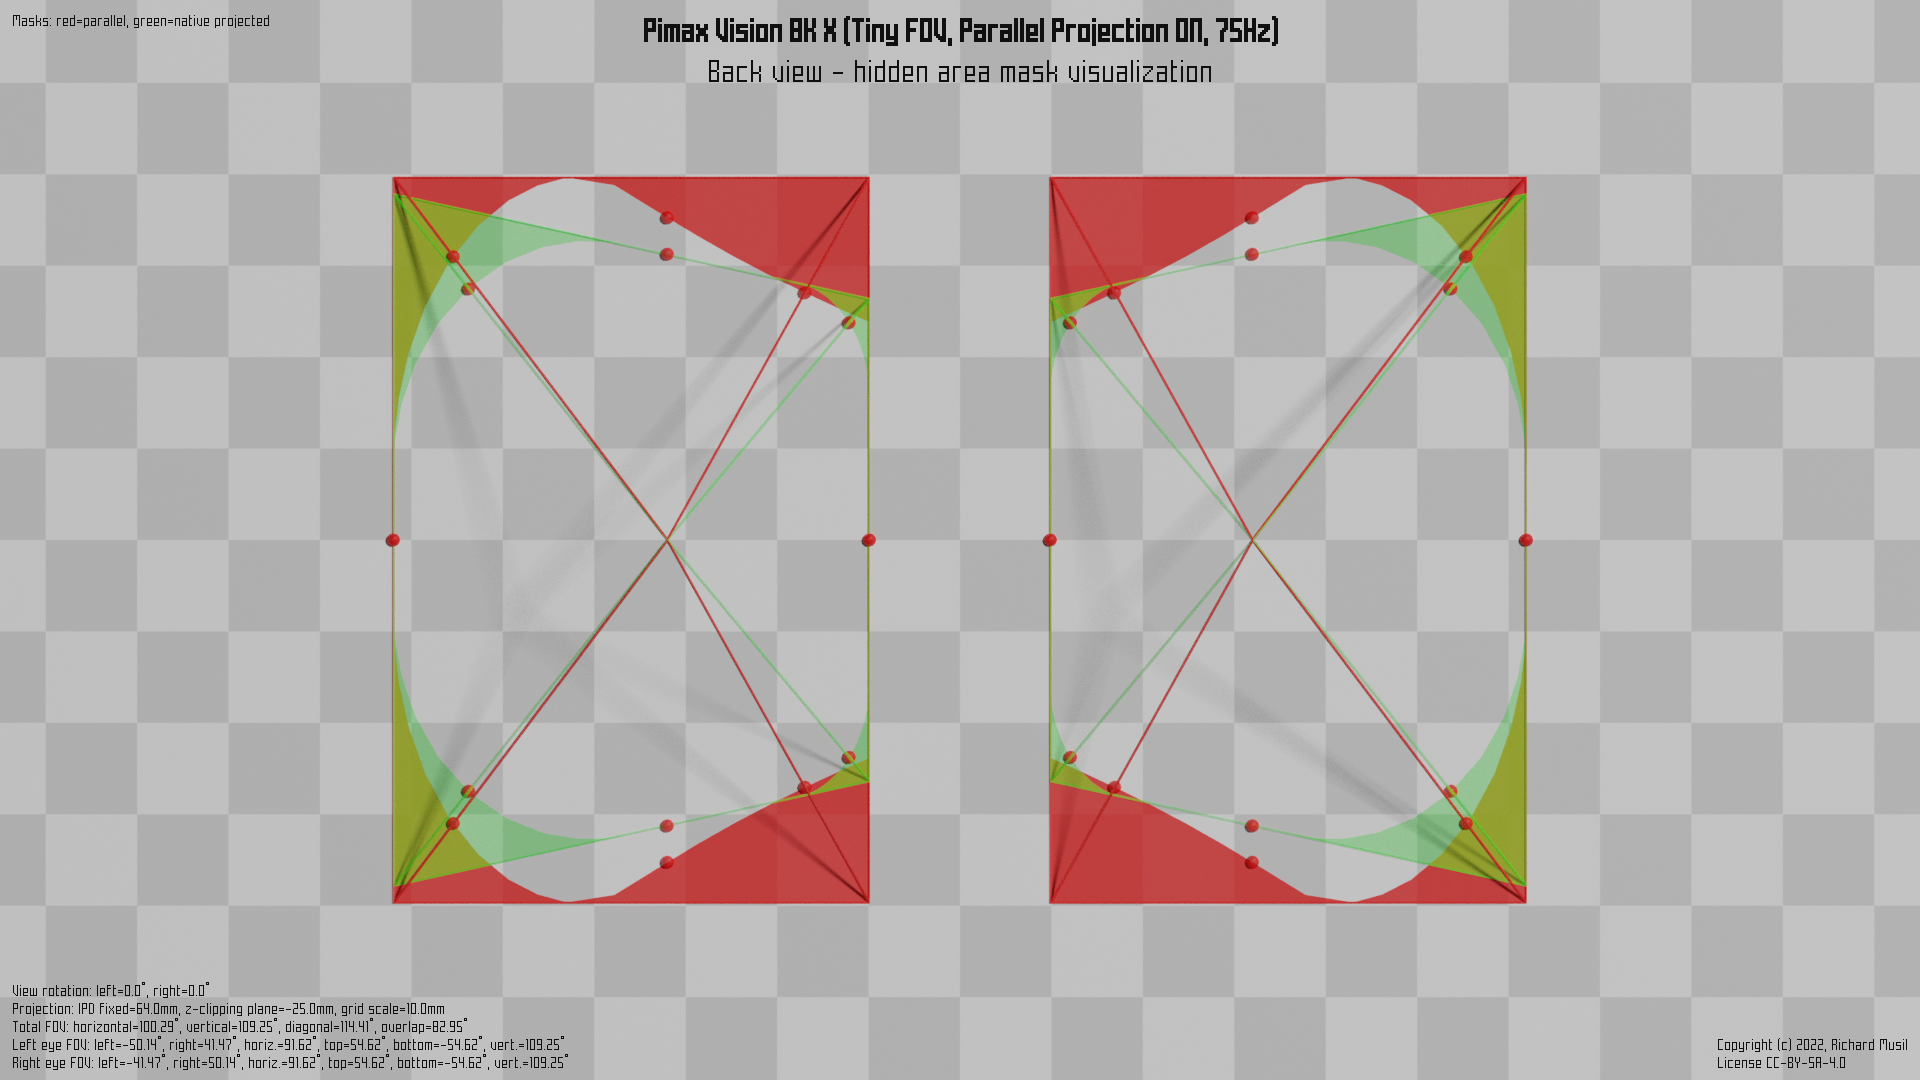 Masks: red=parallel, green=native projected
Pimax Vision 8K X (Tiny FOV, Parallel Projection ON, 75Hz)
Back view - hidden area mask visualization
View rotation: left=0.0°, right=0.0°
Projection: IPD fixed=64.0mm, z-clipping plane=-25.0mm, grid scale=10.0mm
Total FOV: horizontal=100.29°, vertical=109.25°, diagonal=114.41°, overlap=82.95°
Left eye FOV: left=-50.14°, right=41.47°, horiz.=91.62°, top=54.62°, bottom=-54.62°, vert.=109.25°
Right eye FOV: left=-41.47°, right=50.14°, horiz.=91.62°, top=54.62°, bottom=-54.62°, vert.=109.25°
Copyright (c) 2022, Richard Musil
License CC-BY-SA-4.0